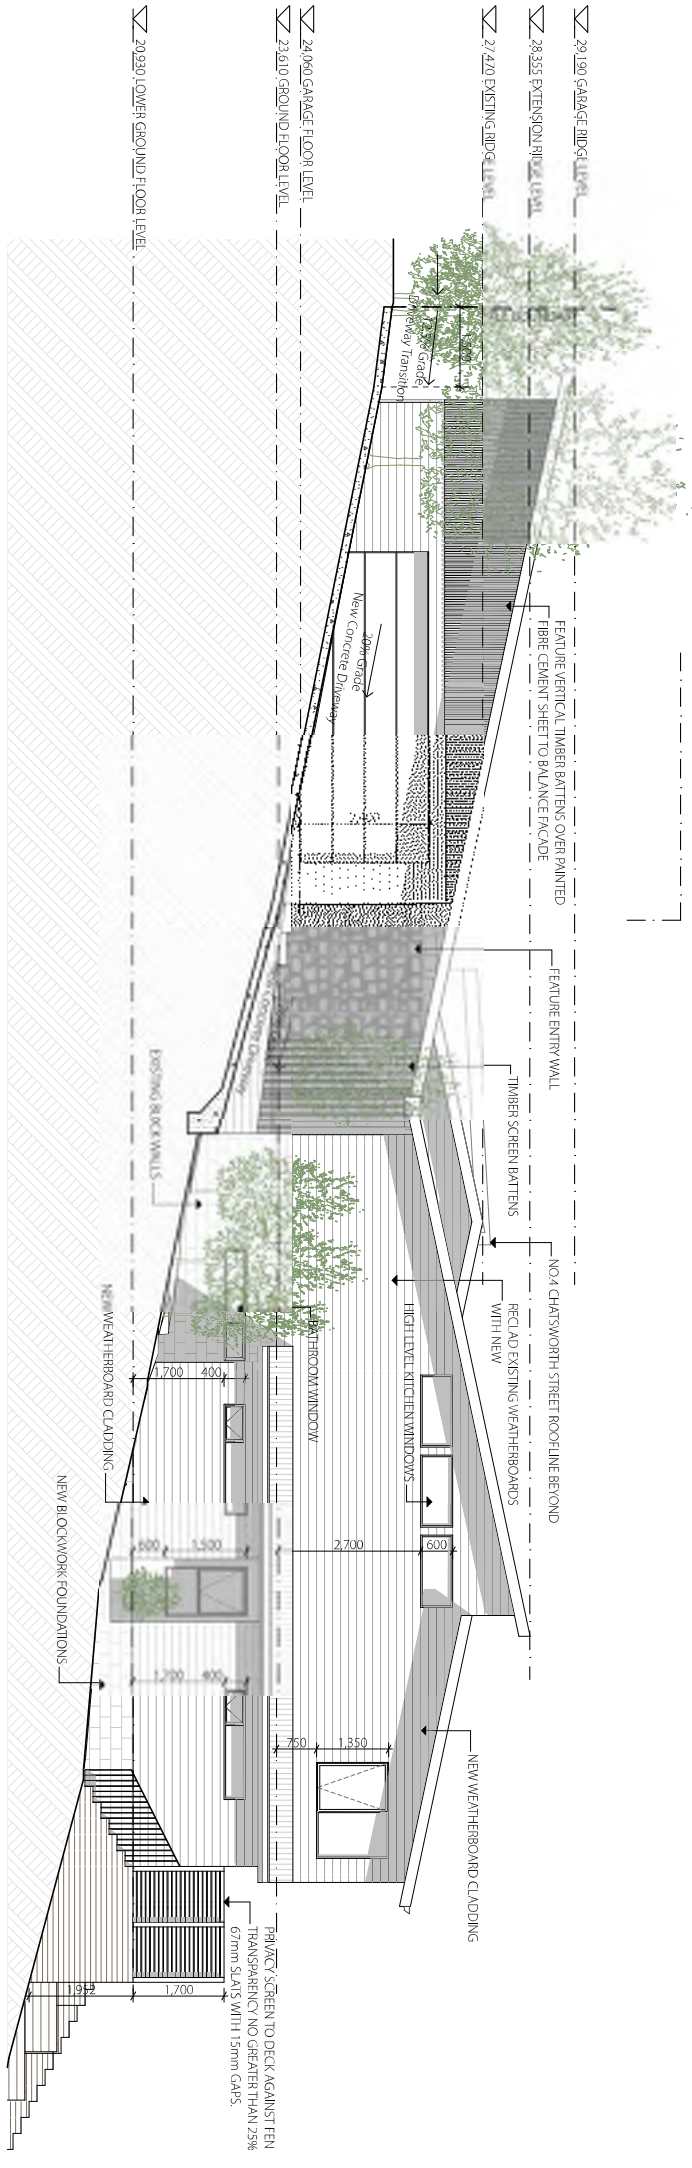 29,190 GARAGE RIDGE LEVEL
28,355 EXTENSION RIDGE LEVEL
27,470 EXISTING RIDGE LEVEL
24,060 GARAGE FLOOR LEVEL
23,610 GROUND FLOOR LEVEL
20,930 LOWER GROUND FLOOR LEVEL
1,500
12.5% Grade
Driveway Transition
FEATURE VERTICAL TIMBER BATTENS OVER PAINTED
FIBRE CEMENT SHEET TO BALANCE FACADE
20% Grade
New Concrete Driveway
FEATURE ENTRY WALL
TIMBER SCREEN BATTENS
NO.4 CHATSWORTH STREET ROOFLINE BEYOND
RECLAD EXISTING WEATHERBOARDS
WITH NEW
HIGH LEVEL KITCHEN WINDOWS
BATHROOM WINDOW
EXISTING BLOCK WALLS
NEW WEATHERBOARD CLADDING
NEW BLOCKWORK FOUNDATIONS
1,700
400
600
1,500
2,700
600
1,700
400
750
1,350
NEW WEATHERBOARD CLADDING
PRIVACY SCREEN TO DECK AGAINST FEN
TRANSPARENCY NO GREATER THAN 25%
67mm SLATS WITH 15mm GAPS.
1,952
1,700